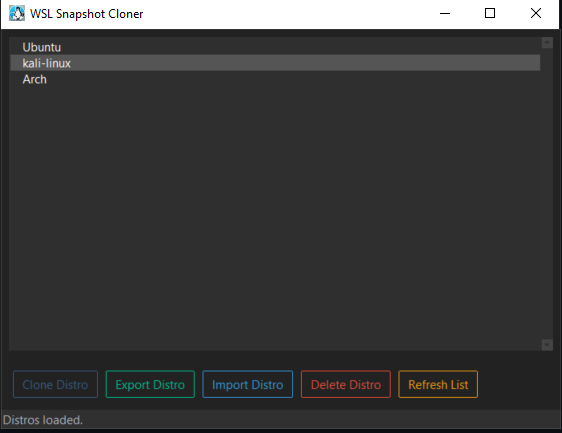 WSL Snapshot Cloner
Ubuntu
kali-linux
Arch
Clone Distro Export Distro Import Distro Delete Distro Refresh List
Distros loaded.